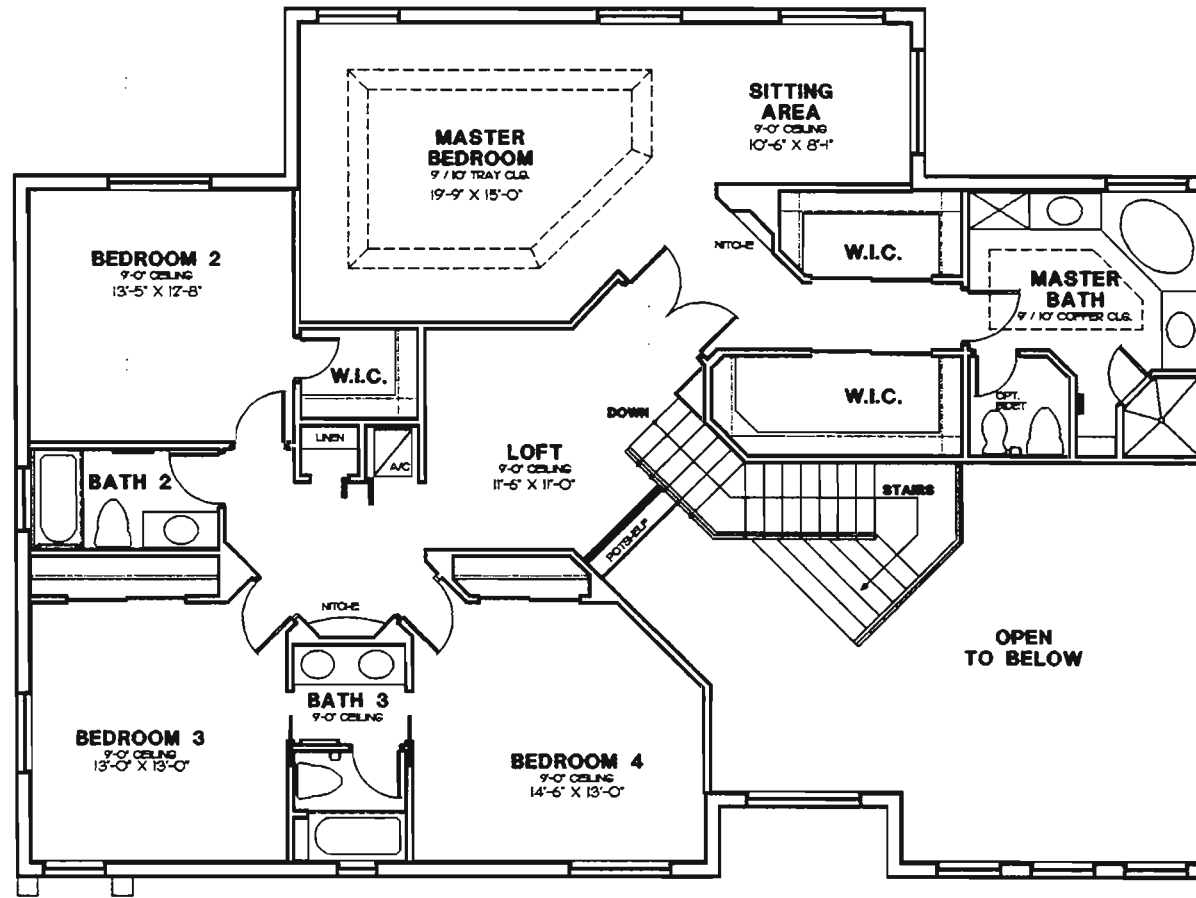 SITTING
AREA
9'-0" CEILING
10'-6" X 8'-1"
MASTER
BEDROOM
9' / 10' TRAY CLG.
19'-9" X 15'-0"
BEDROOM 2
9'-0" CEILING
13'-5" X 12'-8"
NITCHE
W.I.C.
MASTER
BATH
9' / 10' COFFER CLG.
W.I.C.
W.I.C.
OPT.
BIDET
DOWN
LINEN
A/C
LOFT
9'-0" CEILING
11'-6" X 11'-0"
BATH 2
STAIRS
POTSHELF
NITCHE
OPEN
TO BELOW
BATH 3
9'-0" CEILING
BEDROOM 3
9'-0" CEILING
13'-0" X 13'-0"
BEDROOM 4
9'-0" CEILING
14'-6" X 13'-0"